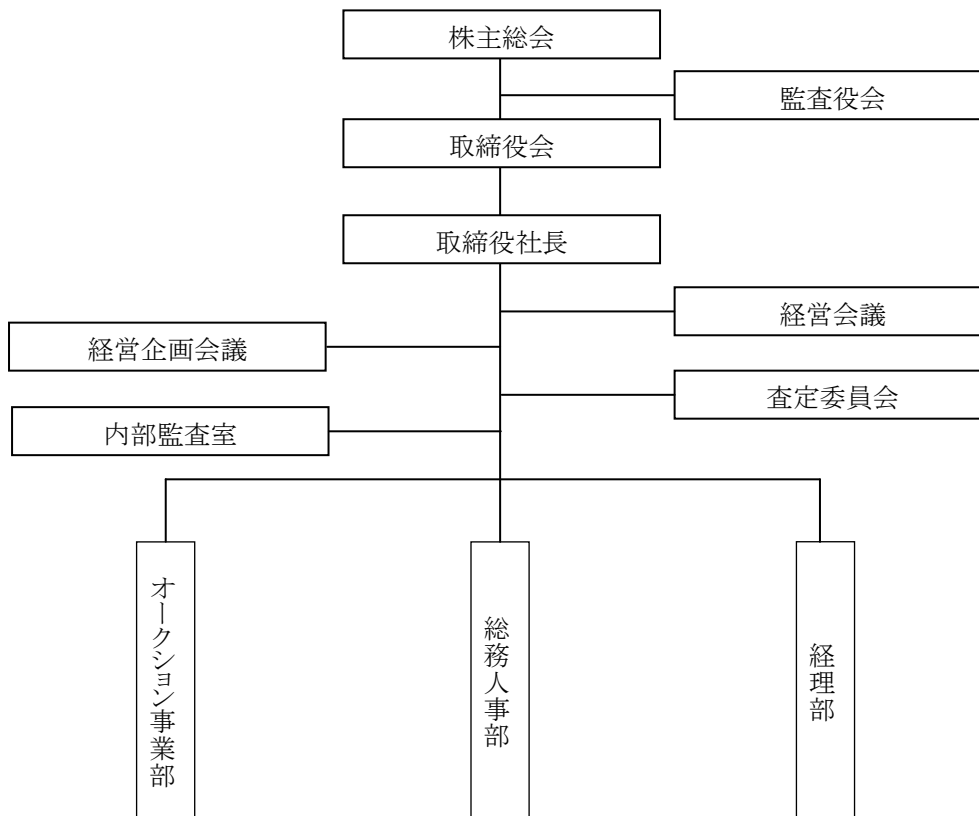 株主総会
監査役会
取締役会
取締役社長
経営会議
経営企画会議
査定委員会
内部監査室
オークション事業部
総務人事部
経理部